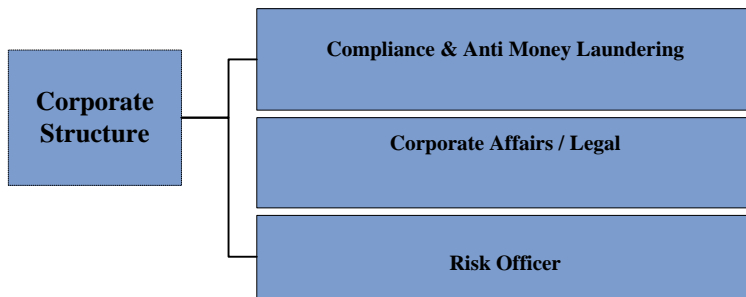 Corporate
Structure
Compliance & Anti Money Laundering
Corporate Affairs / Legal
Risk Officer